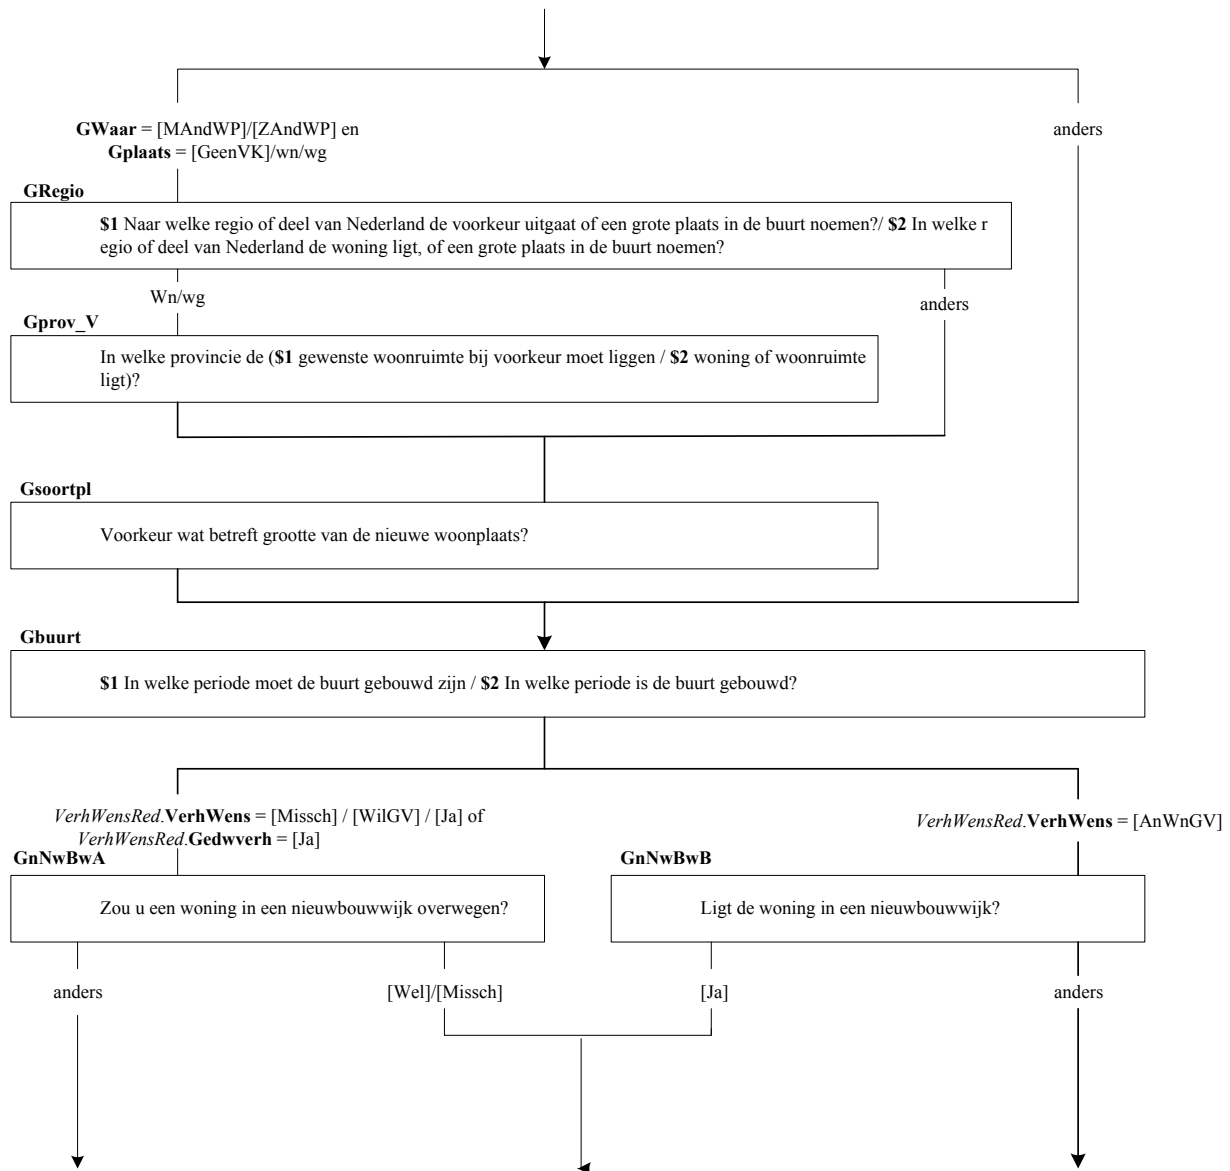 GWaar = [MAndWP]/[ZAndWP] en
Gplaats = [GeenVK]/wn/wg
anders
GRegio
$1 Naar welke regio of deel van Nederland de voorkeur uitgaat of een grote plaats in de buurt noemen?/ $2 In welke r
egio of deel van Nederland de woning ligt, of een grote plaats in de buurt noemen?
Wn/wg
anders
Gprov_V
In welke provincie de ($1 gewenste woonruimte bij voorkeur moet liggen / $2 woning of woonruimte
ligt)?
Gsoortpl
Voorkeur wat betreft grootte van de nieuwe woonplaats?
Gbuurt
$1 In welke periode moet de buurt gebouwd zijn / $2 In welke periode is de buurt gebouwd?
VerhWensRed.VerhWens = [Missch] / [WilGV] / [Ja] of
VerhWensRed.Gedwverh = [Ja]
VerhWensRed.VerhWens = [AnWnGV]
GnNwBwA
GnNwBwB
Zou u een woning in een nieuwbouwwijk overwegen?
Ligt de woning in een nieuwbouwwijk?
anders
[Wel]/[Missch]
[Ja]
anders